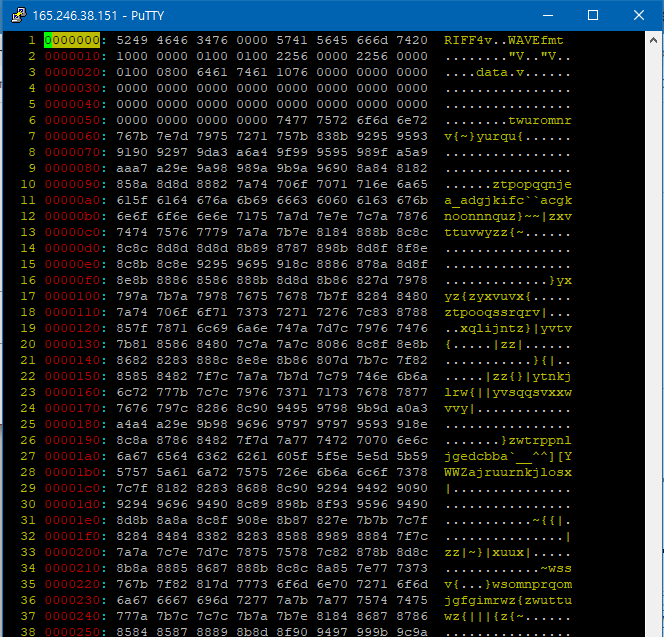 165.246.38.151 - PuTTY
1 0000000: 5249 4646 3476 0000 5741 5645 666d 7420 RIFF4v..WAVEfmt
2 0000010: 1000 0000 0100 0100 2256 0000 2256 0000 ........"V.."V..
3 0000020: 0100 0800 6461 7461 1076 0000 0000 0000 ....data.v......
4 0000030: 0000 0000 0000 0000 0000 0000 0000 0000 ................
5 0000040: 0000 0000 0000 0000 0000 0000 0000 0000 ................
6 0000050: 0000 0000 0000 0000 7477 7572 6f6d 6e72 ........twuromnr
7 0000060: 767b 7e7d 7975 7271 757b 838b 9295 9593 v{~}yurqu{......
8 0000070: 9190 9297 9da3 a6a4 9f99 9595 989f a5a9 ................
9 0000080: aaa7 a29e 9a98 989a 9b9a 9690 8a84 8182 ................
10 0000090: 858a 8d8d 8882 7a74 706f 7071 716e 6a65 ......ztpopqqnje
11 00000a0: 615f 6164 676a 6b69 6663 6060 6163 676b a_adgjkifc``acgk
12 00000b0: 6e6f 6f6e 6e6e 7175 7a7d 7e7e 7c7a 7876 noonnnquz}~~|zxv
13 00000c0: 7474 7576 7779 7a7a 7b7e 8184 888b 8c8c ttuvwyzz{~......
14 00000d0: 8c8c 8d8d 8d8d 8b89 8787 898b 8d8f 8f8e ................
15 00000e0: 8c8b 8c8e 9295 9695 918c 8886 878a 8d8f ................
16 00000f0: 8e8b 8886 8586 888b 8d8d 8b86 827d 7978 .............}yx
17 0000100: 797a 7b7a 7978 7675 7678 7b7f 8284 8480 yz{zyxvuvx{.....
18 0000110: 7a74 706f 6f71 7373 7271 7276 7c83 8788 ztpooqssrqrv|...
19 0000120: 857f 7871 6c69 6a6e 747a 7d7c 7976 7476 ..xqlijntz}|yvtv
20 0000130: 7b81 8586 8480 7c7a 7a7c 8086 8c8f 8e8b {.....|zz|......
21 0000140: 8682 8283 888c 8e8e 8b86 807d 7b7c 7f82 ...........}{|..
22 0000150: 8585 8482 7f7c 7a7a 7b7d 7c79 746e 6b6a .....|zz{}|ytnkj
23 0000160: 6c72 777b 7c7c 7976 7371 7173 7678 7877 lrw{||yvsqqsvxxw
24 0000170: 7676 797c 8286 8c90 9495 9798 9b9d a0a3 vvy|............
25 0000180: a4a4 a29e 9b98 9696 9797 9797 9593 918e ................
26 0000190: 8c8a 8786 8482 7f7d 7a77 7472 7070 6e6c .......}zwtrppnl
27 00001a0: 6a67 6564 6362 6261 605f 5f5e 5e5d 5b59 jgedcbba`__^^][Y
28 00001b0: 5757 5a61 6a72 7575 726e 6b6a 6c6f 7378 WWZajruurnkjlosx
29 00001c0: 7c7f 8182 8283 8688 8c90 9294 9492 9090 |...............
30 00001d0: 9294 9696 9490 8c89 898b 8f93 9596 9490 ................
31 00001e0: 8d8b 8a8a 8c8f 908e 8b87 827e 7b7b 7c7f ...........~{{|.
32 00001f0: 8284 8484 8382 8283 8588 8989 8884 7f7c ...............|
33 0000200: 7a7a 7c7e 7d7c 7875 7578 7c82 878b 8d8c zz|~}|xuux|.....
34 0000210: 8b8a 8885 8687 888b 8c8c 8a85 7e77 7373 ............~wss
35 0000220: 767b 7f82 817d 7773 6f6d 6e70 7271 6f6d v{...}wsomnprqom
36 0000230: 6a67 6667 696d 7277 7a7b 7a77 7574 7475 jgfgimrwz{zwuttu
37 0000240: 777a 7b7c 7c7c 7b7a 7b7e 8184 8687 8786 wz{|||{z{~......
38 0000250: 8584 8587 8889 8b8d 8f90 9497 999b 9c9a